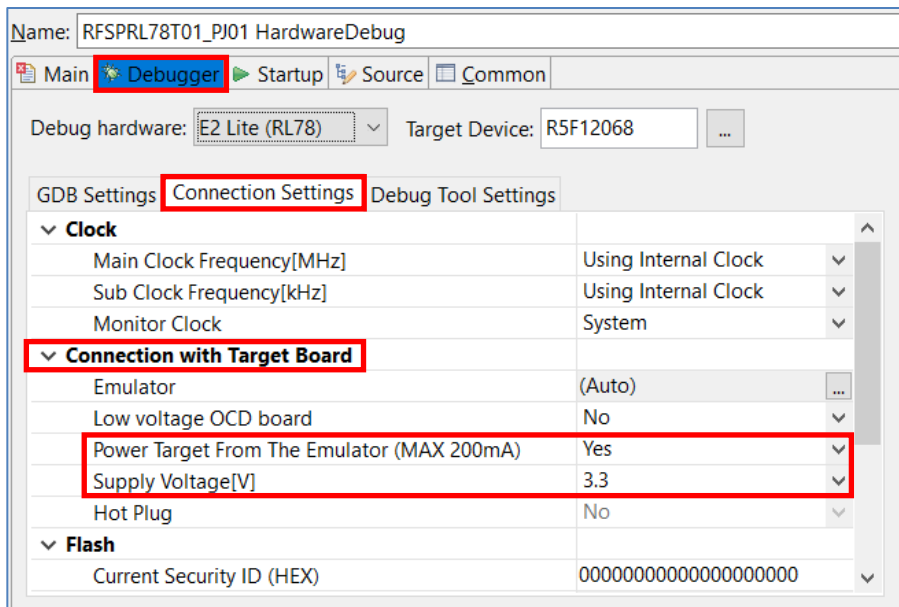 Name: RFSPRL78T01_PJ01 HardwareDebug
Main Debugger Startup Source Common
Debug hardware: E2 Lite (RL78) Target Device: R5F12068 ...
GDB Settings Connection Settings Debug Tool Settings
Clock
Main Clock Frequency[MHz] Using Internal Clock
Sub Clock Frequency[kHz] Using Internal Clock
Monitor Clock System
Connection with Target Board
Emulator (Auto) ...
Low voltage OCD board No
Power Target From The Emulator (MAX 200mA) Yes
Supply Voltage[V] 3.3
Hot Plug No
Flash
Current Security ID (HEX) 00000000000000000000